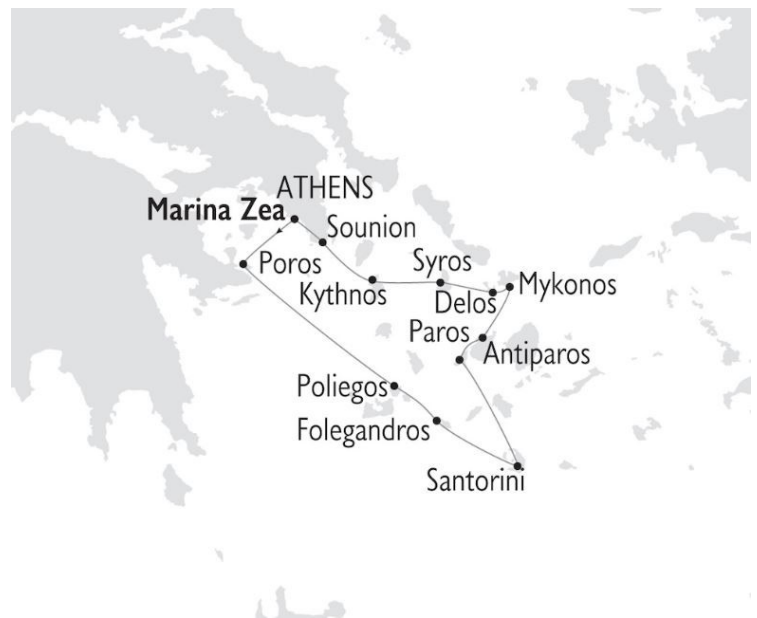 ATHENS
Marina Zea
Sounion
Poros
Syros
Mykonos
Kythnos
Delos
Paros
Antiparos
Poliegos
Folegandros
Santorini